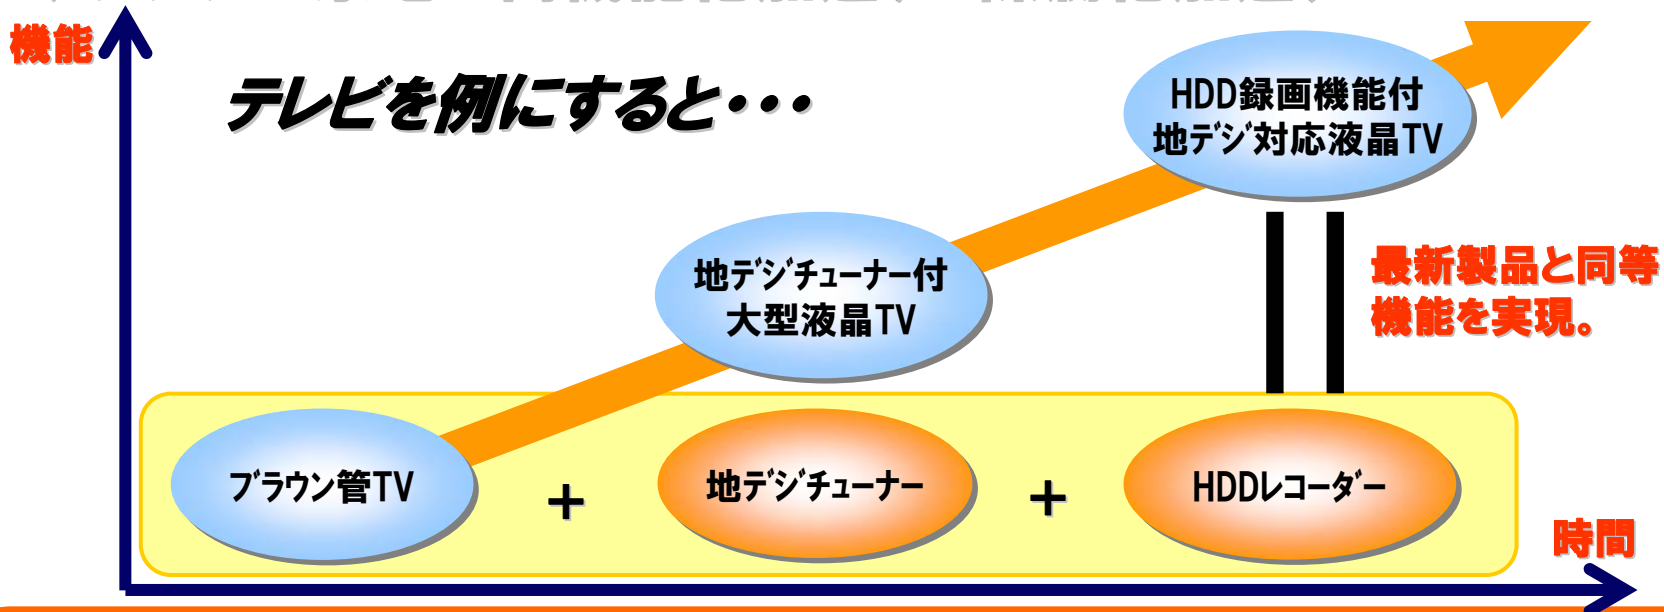 機能
テレビを例にすると・・・
HDD録画機能付
地デジ対応液晶TV
地デジチューナー付
大型液晶TV
最新製品と同等
機能を実現。
ブラウン管TV
+
地デジチューナー
+
HDDレコーダー
時間